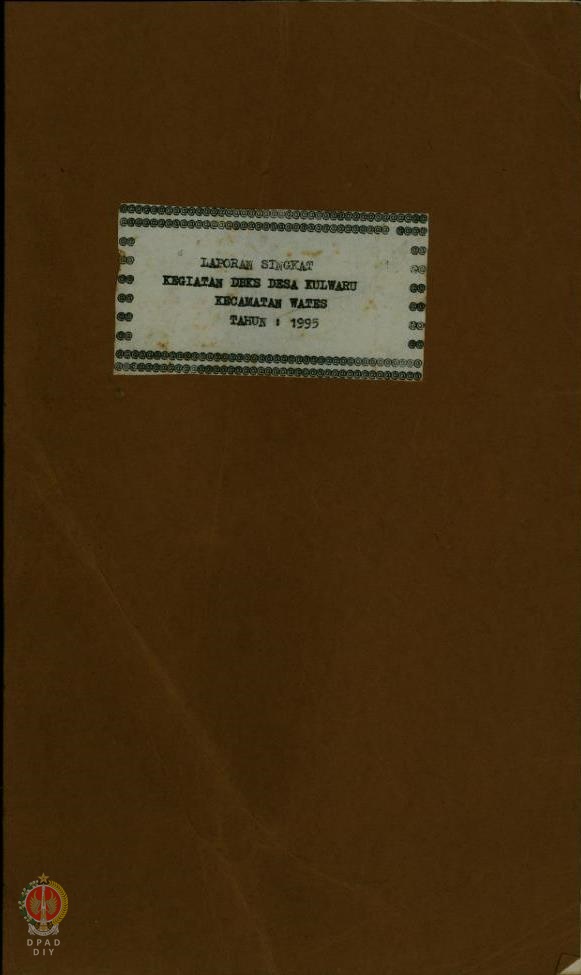 LAPORAN SINGKAT
KEGIATAN DBKS DESA KULWARU
KECAMATAN WATES
TAHUN : 1995
DPAD
DIY